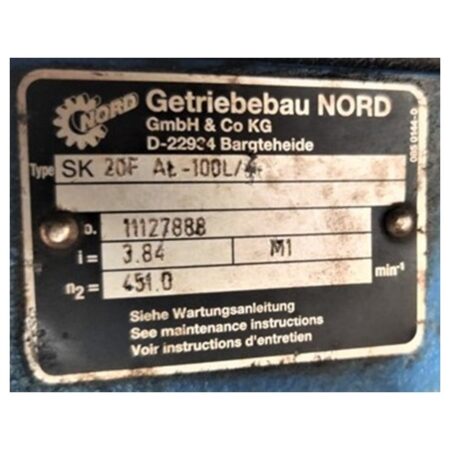 NORD
Getriebebau NORD
GmbH & Co KG
D-22934 Bargteheide
Type SK 20F AL-100L/
o. 11127888
i= 3.84 M1
n2= 451.0 min-1
Siehe Wartungsanleitung
See maintenance instructions
Voir instructions d'entretien